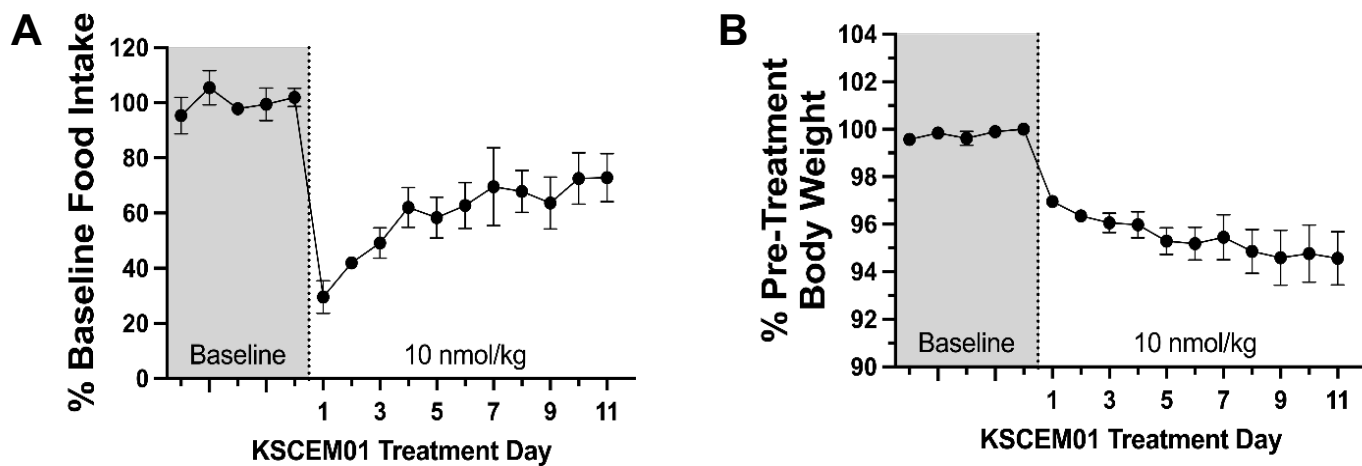 A
% Baseline Food Intake
120
100
80
60
40
20
0
Baseline
10 nmol/kg
1 3 5 7 9 11
KSCEM01 Treatment Day
B
% Pre-Treatment
Body Weight
104
102
100
98
96
94
92
90
Baseline
10 nmol/kg
1 3 5 7 9 11
KSCEM01 Treatment Day